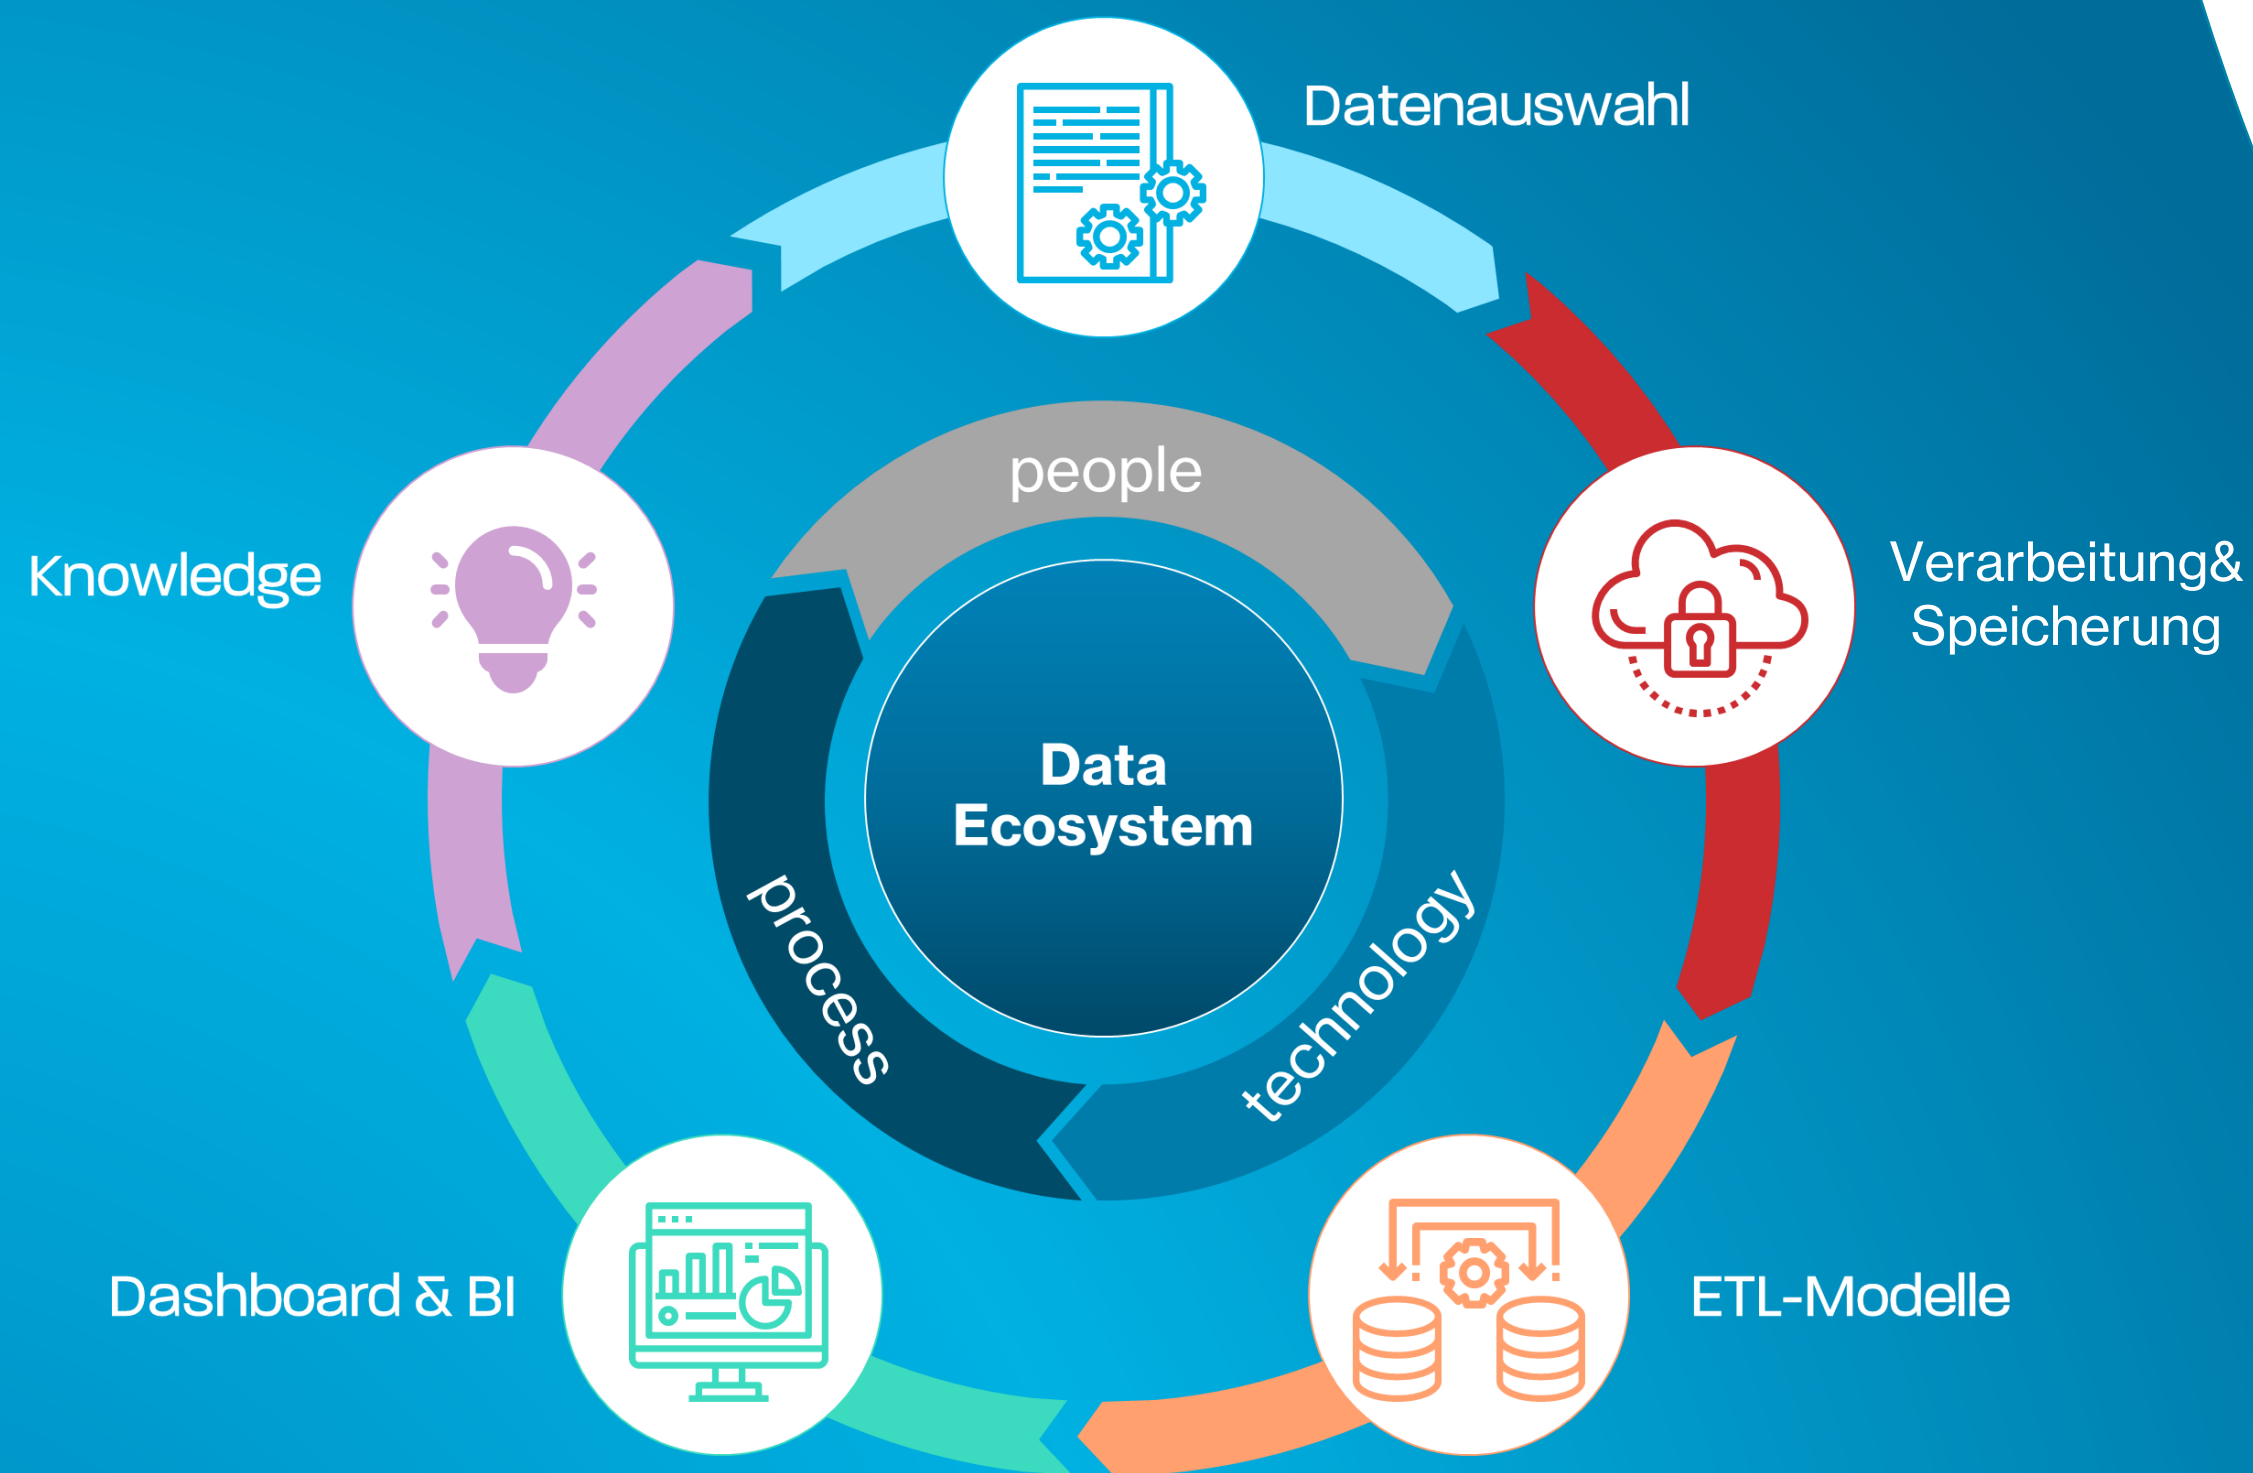 Datenauswahl
people
Knowledge
Verarbeitung&
Speicherung
Data
Ecosystem
process
technology
Dashboard & BI
ETL-Modelle